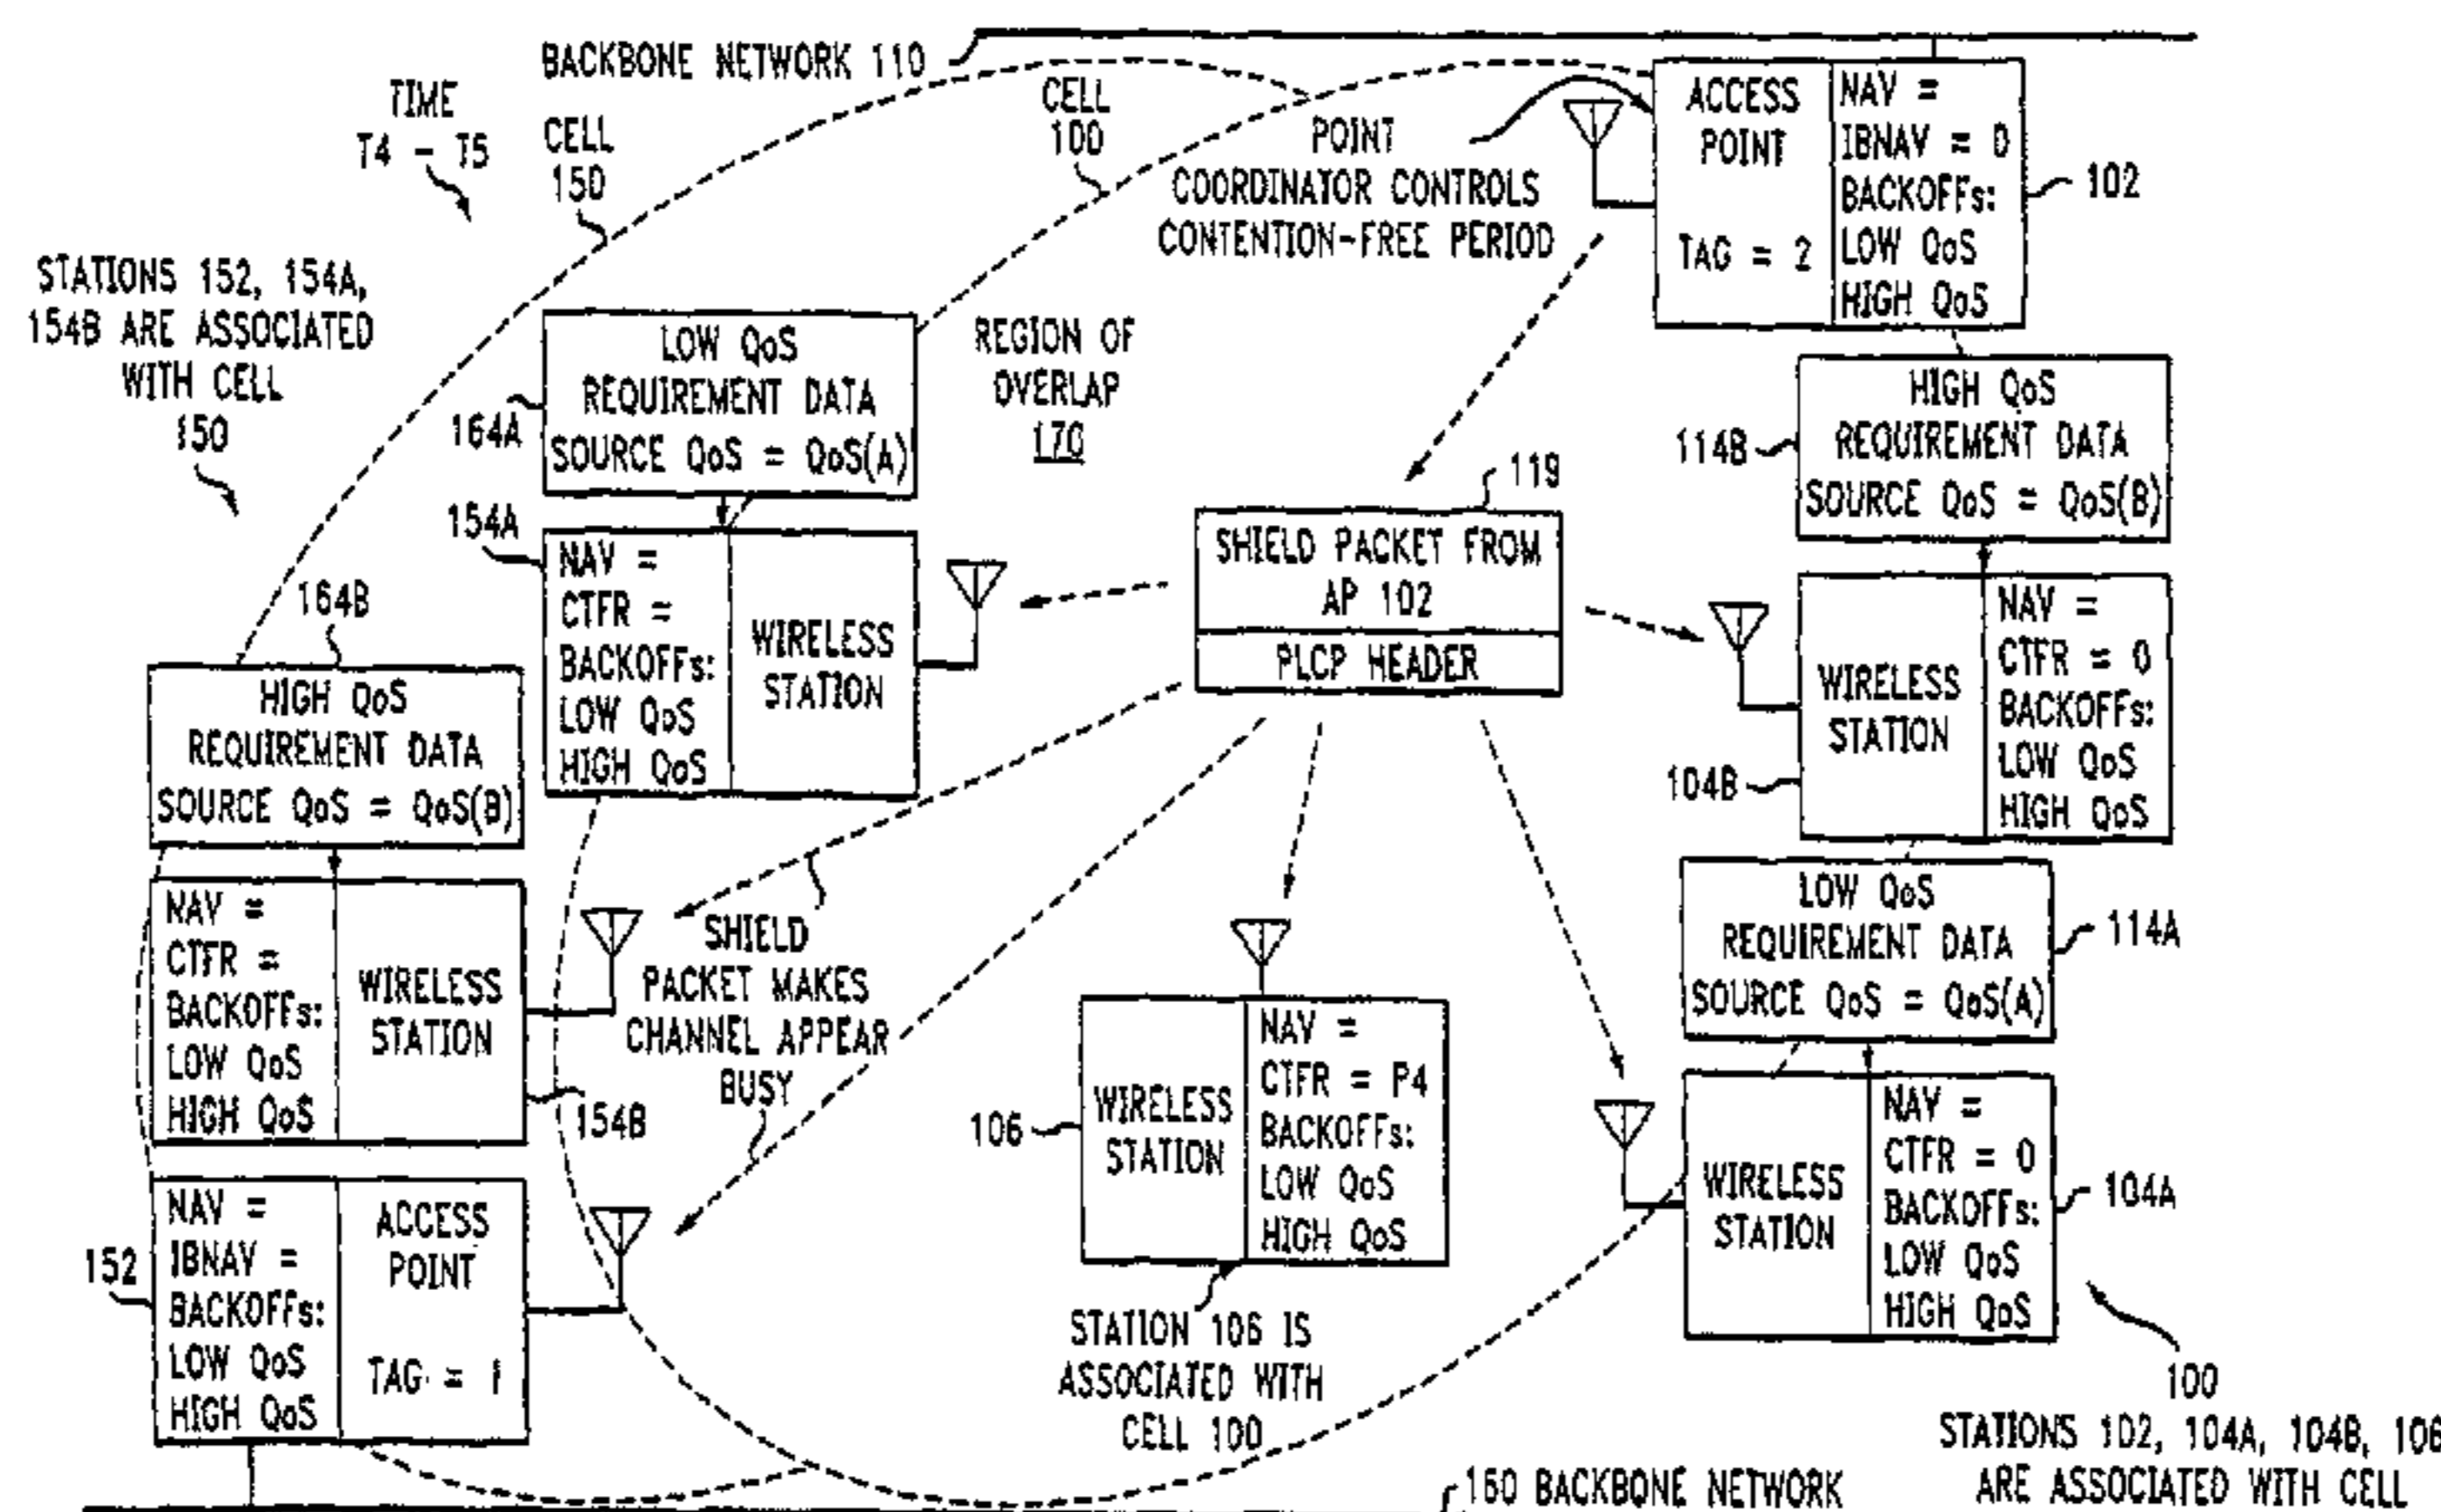 BACKBONE NETWORK 110
TIME
T4 - T5
CELL
150
CELL
100
POINT
COORDINATOR CONTROLS
CONTENTION-FREE PERIOD
ACCESS
POINT
TAG = 2
NAV =
IBNAV = 0
BACKOFFs:
LOW QoS
HIGH QoS
102
STATIONS 152, 154A,
154B ARE ASSOCIATED
WITH CELL
150
LOW QoS
REQUIREMENT DATA
SOURCE QoS = QoS(A)
164A
REGION OF
OVERLAP
170
HIGH QoS
REQUIREMENT DATA
SOURCE QoS = QoS(B)
114B
119
SHIELD PACKET FROM
AP 102
PLCP HEADER
154A
NAV =
CTFR =
BACKOFFs:
LOW QoS
HIGH QoS
WIRELESS
STATION
WIRELESS
STATION
NAV =
CTFR = 0
BACKOFFs:
LOW QoS
HIGH QoS
104B
164B
HIGH QoS
REQUIREMENT DATA
SOURCE QoS = QoS(B)
NAV =
CTFR =
BACKOFFs:
LOW QoS
HIGH QoS
WIRELESS
STATION
154B
SHIELD
PACKET MAKES
CHANNEL APPEAR
BUSY
LOW QoS
REQUIREMENT DATA
SOURCE QoS = QoS(A)
114A
106
WIRELESS
STATION
NAV =
CTFR = P4
BACKOFFs:
LOW QoS
HIGH QoS
STATION 106 IS
ASSOCIATED WITH
CELL 100
WIRELESS
STATION
NAV =
CTFR = 0
BACKOFFs:
LOW QoS
HIGH QoS
104A
152
NAV =
IBNAV =
BACKOFFs:
LOW QoS
HIGH QoS
ACCESS
POINT
TAG = 1
100
STATIONS 102, 104A, 104B, 106
ARE ASSOCIATED WITH CELL
160 BACKBONE NETWORK